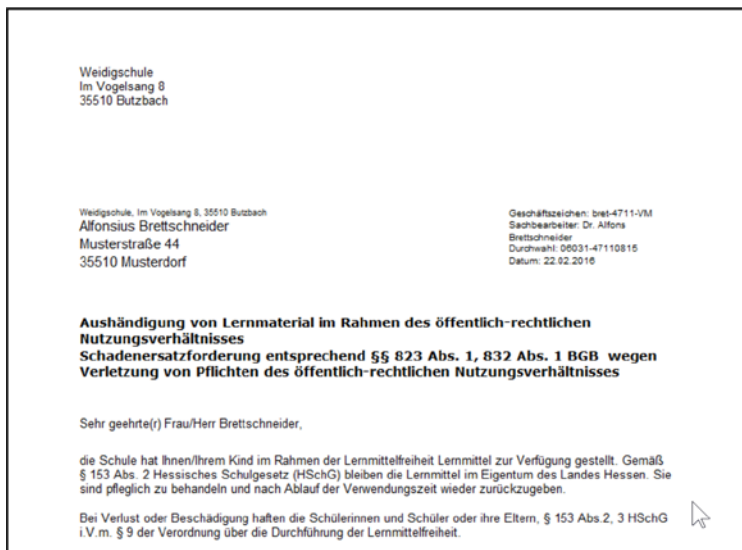 Weidigschule
Im Vogelsang 8
35510 Butzbach
Weidigschule, Im Vogelsang 8, 35510 Butzbach
Alfonsius Brettschneider
Musterstraße 44
35510 Musterdorf
Geschäftszeichen: bret-4711-VM
Sachbearbeiter: Dr. Alfons
Brettschneider
Durchwahl: 06031-47110815
Datum: 22.02.2016
Aushändigung von Lernmaterial im Rahmen des öffentlich-rechtlichen
Nutzungsverhältnisses
Schadenersatzforderung entsprechend §§ 823 Abs. 1, 832 Abs. 1 BGB wegen
Verletzung von Pflichten des öffentlich-rechtlichen Nutzungsverhältnisses
Sehr geehrte(r) Frau/Herr Brettschneider,
die Schule hat Ihnen/Ihrem Kind im Rahmen der Lernmittelfreiheit Lernmittel zur Verfügung gestellt. Gemäß
§ 153 Abs. 2 Hessisches Schulgesetz (HSchG) bleiben die Lernmittel im Eigentum des Landes Hessen. Sie
sind pfleglich zu behandeln und nach Ablauf der Verwendungszeit wieder zurückzugeben.
Bei Verlust oder Beschädigung haften die Schülerinnen und Schüler oder ihre Eltern, § 153 Abs.2, 3 HSchG
i.V.m. § 9 der Verordnung über die Durchführung der Lernmittelfreiheit.